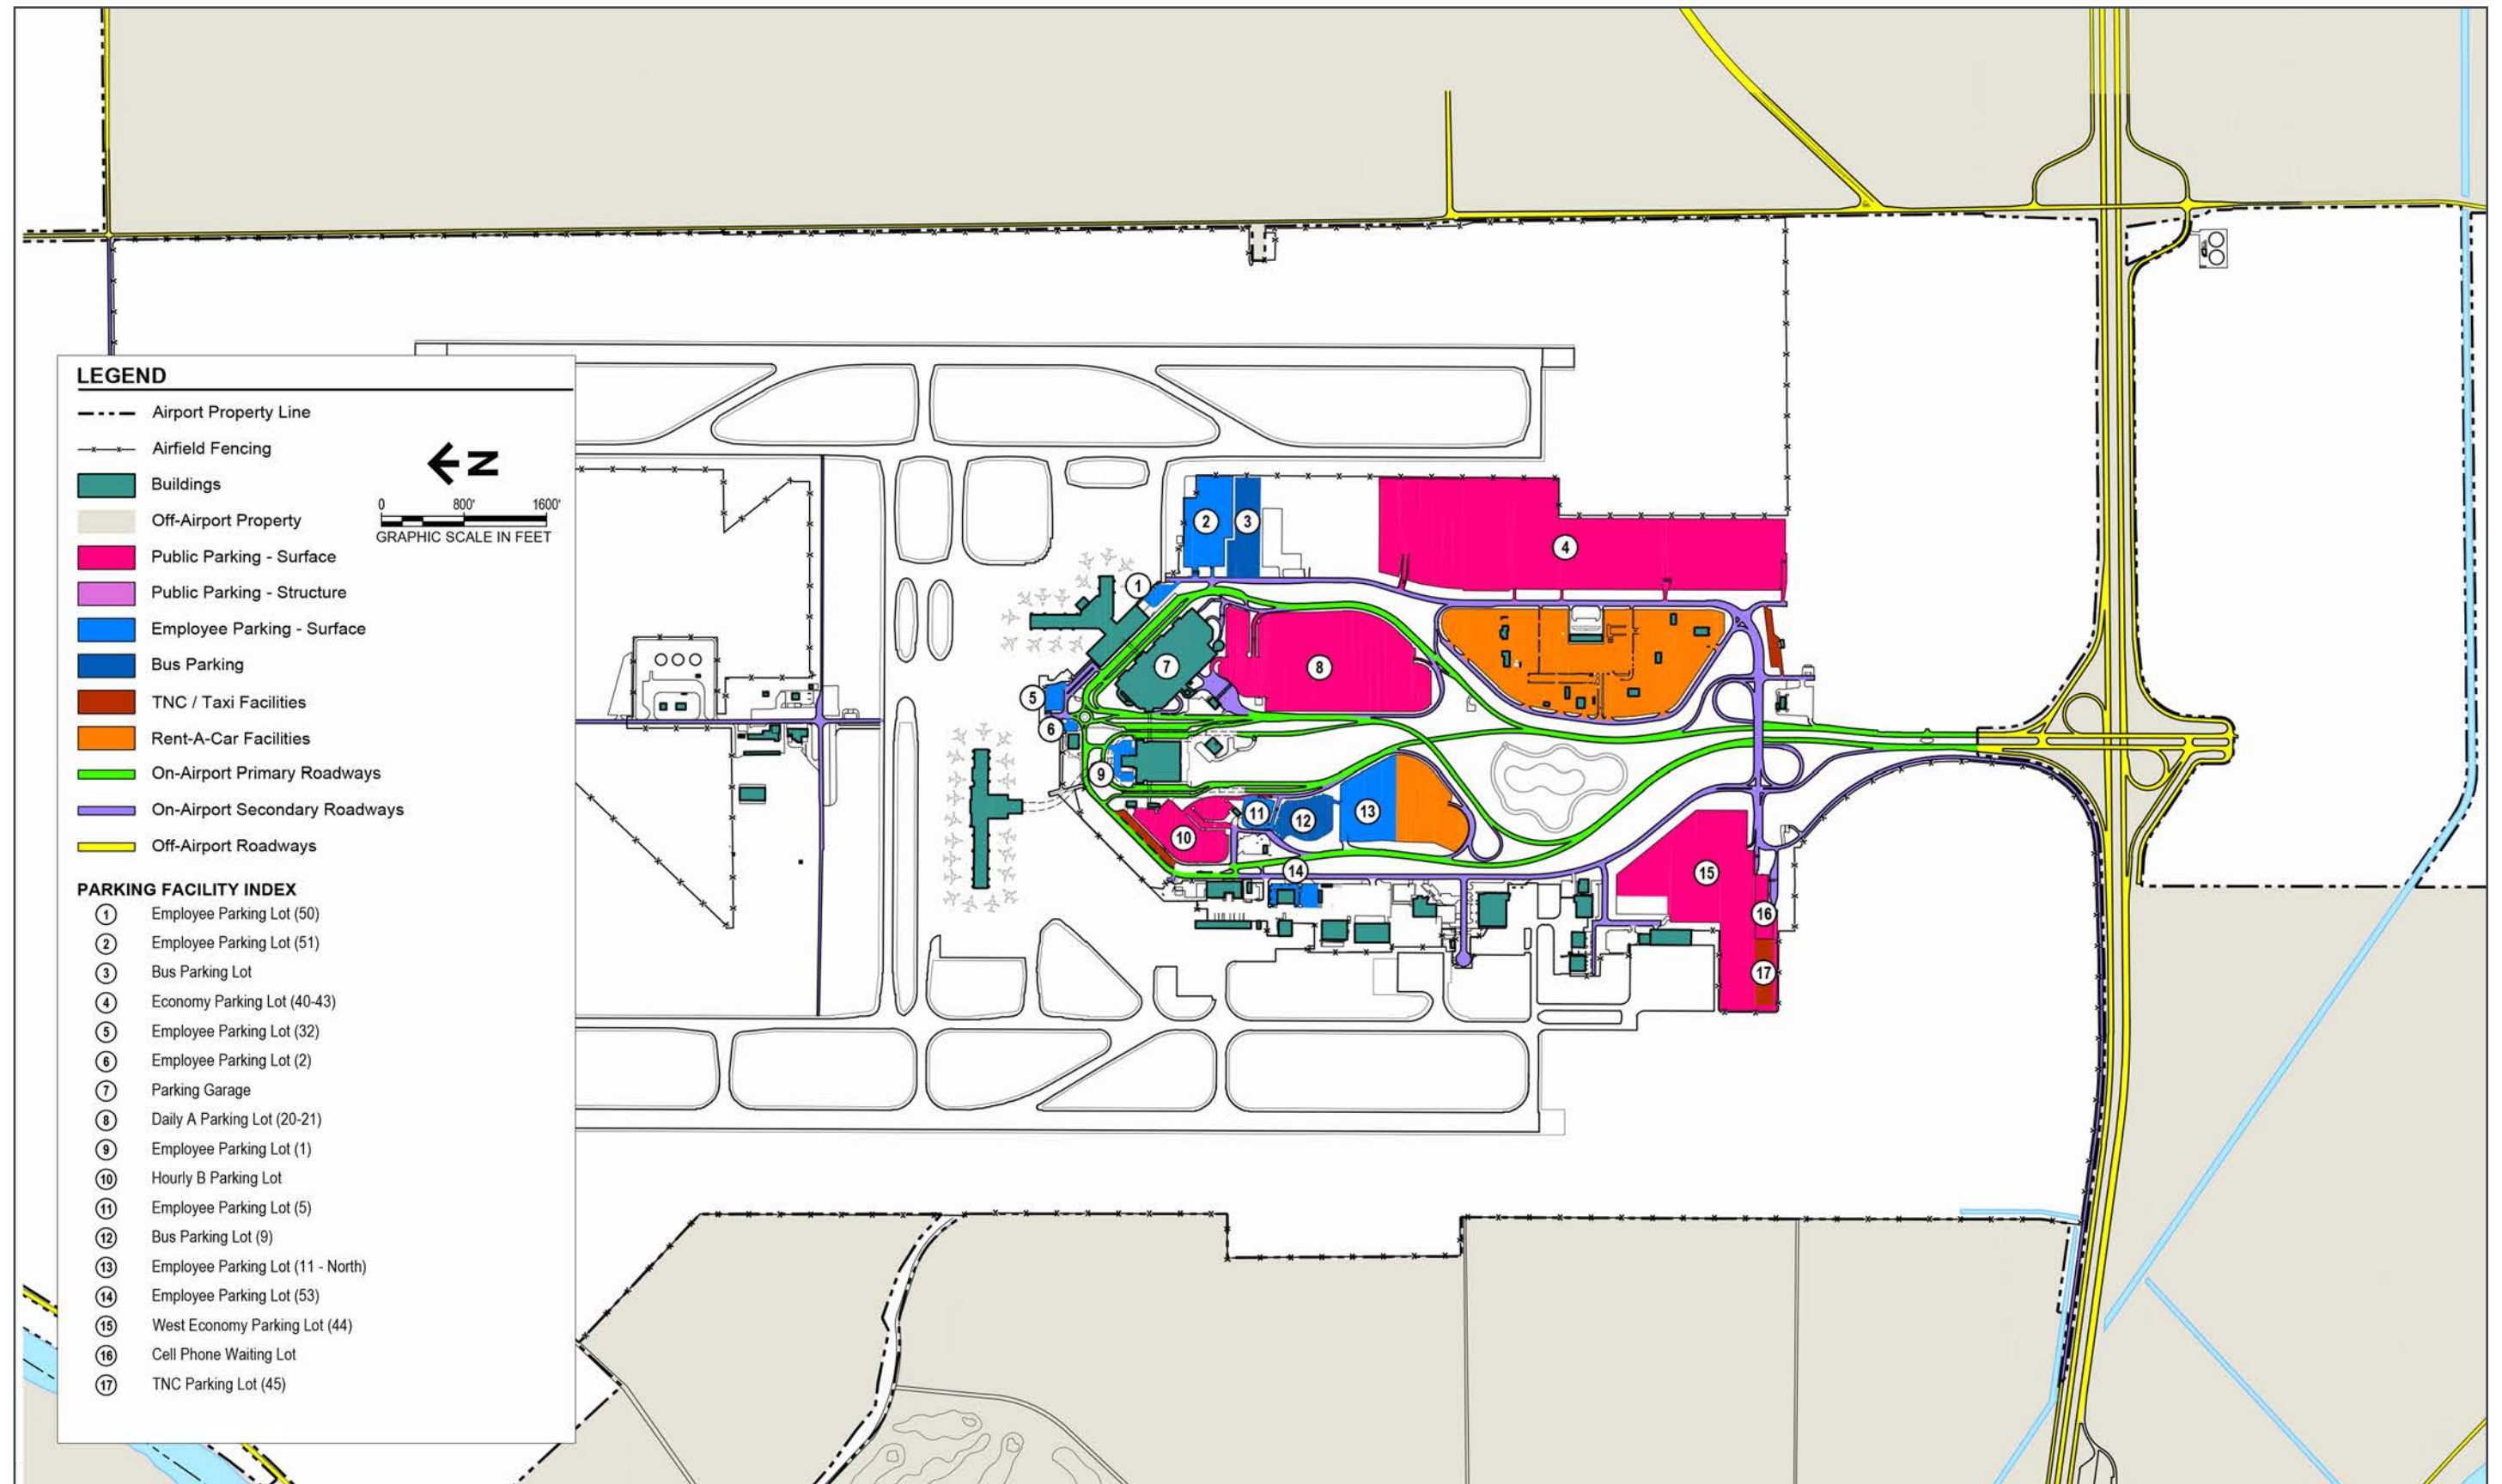 LEGEND
Airport Property Line
Airfield Fencing
Buildings
Off-Airport Property
Public Parking - Surface
Public Parking - Structure
Employee Parking - Surface
Bus Parking
TNC / Taxi Facilities
Rent-A-Car Facilities
On-Airport Primary Roadways
On-Airport Secondary Roadways
Off-Airport Roadways
N
0 800' 1600'
GRAPHIC SCALE IN FEET
PARKING FACILITY INDEX
1 Employee Parking Lot (50)
2 Employee Parking Lot (51)
3 Bus Parking Lot
4 Economy Parking Lot (40-43)
5 Employee Parking Lot (32)
6 Employee Parking Lot (2)
7 Parking Garage
8 Daily A Parking Lot (20-21)
9 Employee Parking Lot (1)
10 Hourly B Parking Lot
11 Employee Parking Lot (5)
12 Bus Parking Lot (9)
13 Employee Parking Lot (11 - North)
14 Employee Parking Lot (53)
15 West Economy Parking Lot (44)
16 Cell Phone Waiting Lot
17 TNC Parking Lot (45)
2
3
4
1
7
8
5
6
9
11
12
13
10
14
15
16
17